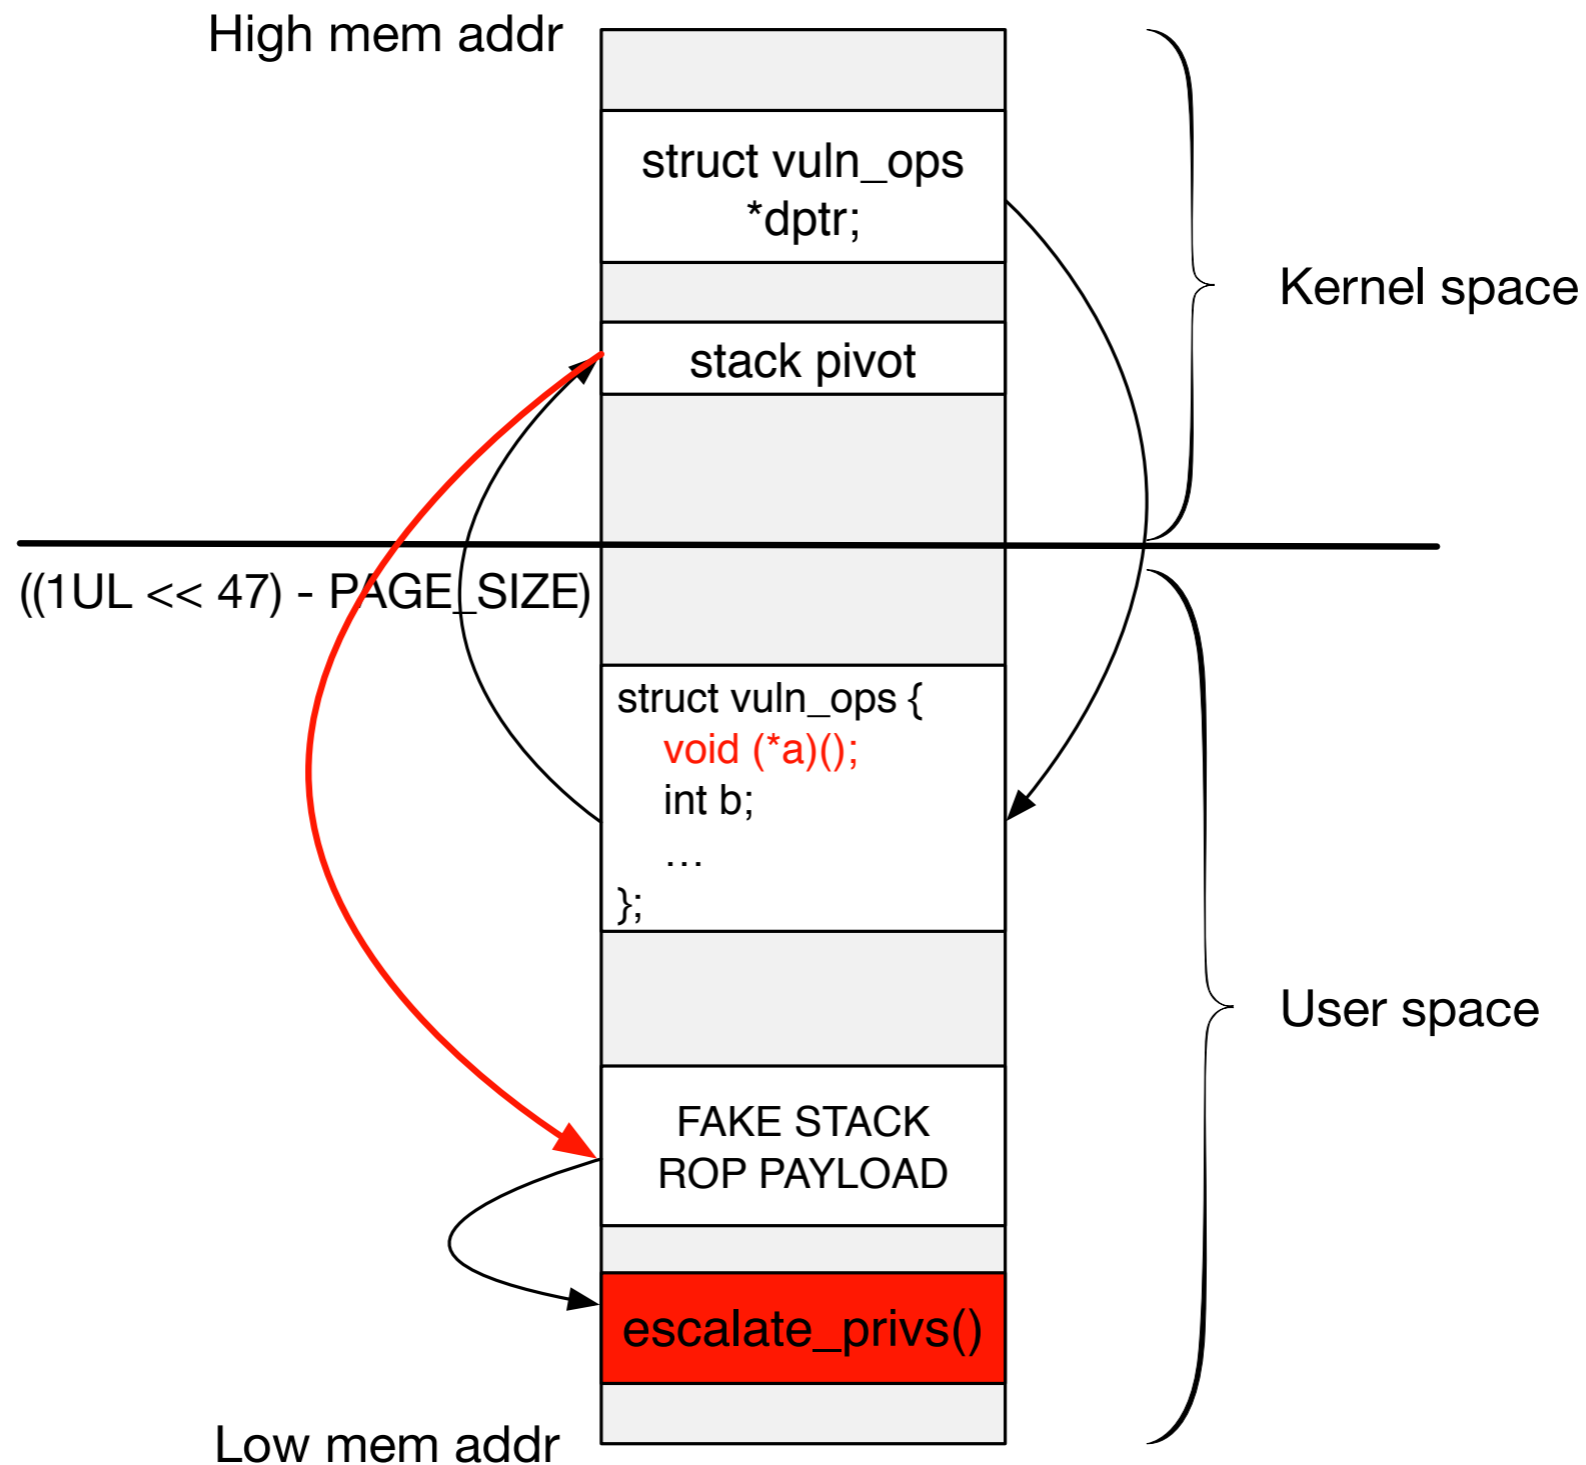 High mem addr
struct vuln_ops
*dptr;
Kernel space
stack pivot
((1UL << 47) - PAGE_SIZE)
struct vuln_ops {
void (*a)();
int b;
…
};
User space
FAKE STACK
ROP PAYLOAD
escalate_privs()
Low mem addr